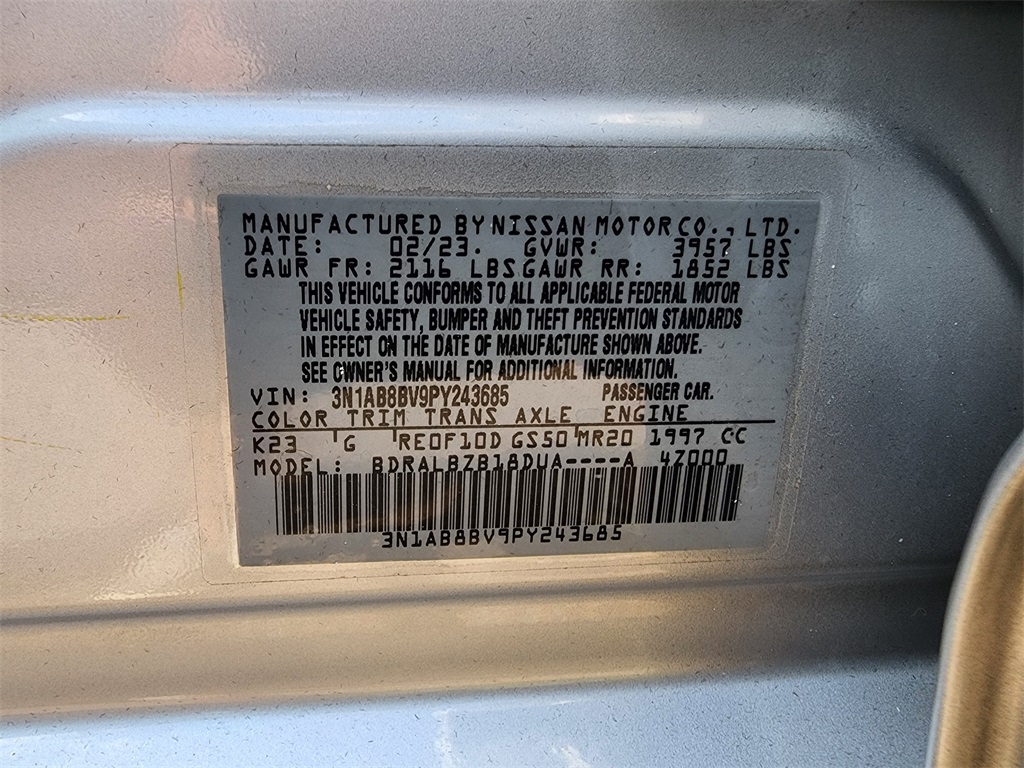 MANUFACTURED BY NISSAN MOTOR CO., LTD.
DATE: 02/23. GVWR: 3957 LBS
GAWR FR: 2116 LBS GAWR RR: 1852 LBS
THIS VEHICLE CONFORMS TO ALL APPLICABLE FEDERAL MOTOR
VEHICLE SAFETY, BUMPER AND THEFT PREVENTION STANDARDS
IN EFFECT ON THE DATE OF MANUFACTURE SHOWN ABOVE.
SEE OWNER'S MANUAL FOR ADDITIONAL INFORMATION.
VIN: 3N1AB8BV9PY243685 PASSENGER CAR.
COLOR TRIM TRANS AXLE ENGINE
K23 'G 'RE0F10D GS50'MR20 1997 CC
MODEL: BDRALBZB18DUA----A 4Z000
3N1AB8BV9PY243685